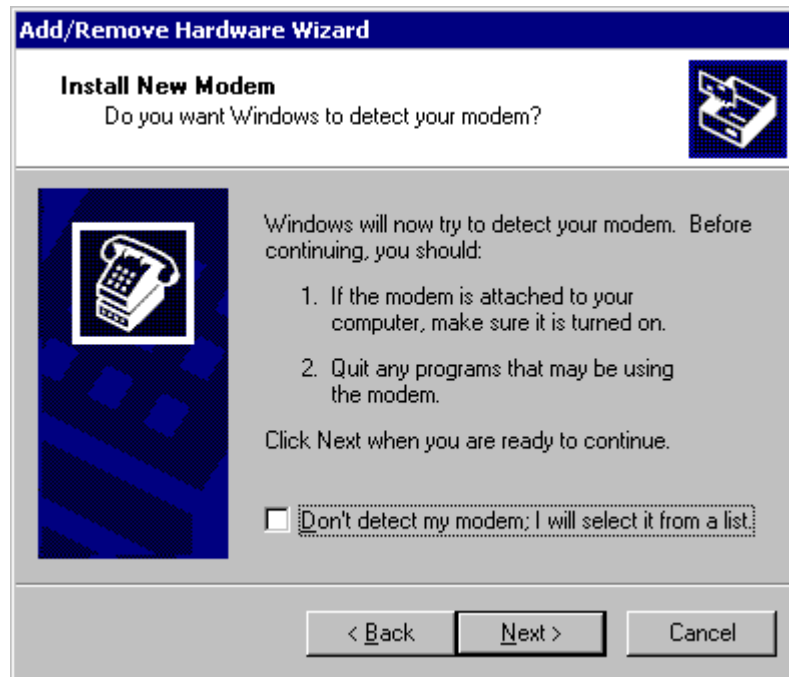 Add/Remove Hardware Wizard
Install New Modem
Do you want Windows to detect your modem?
Windows will now try to detect your modem.  Before
continuing, you should:
1. If the modem is attached to your
computer, make sure it is turned on.
2. Quit any programs that may be using
the modem.
Click Next when you are ready to continue.
Don't detect my modem; I will select it from a list.
< Back Next > Cancel